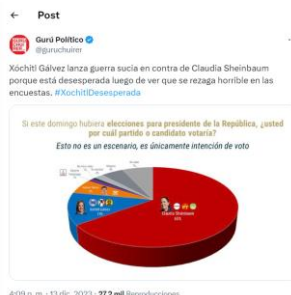 Post
Gurú Político
@guruchuirer
Xóchitl Gálvez lanza guerra sucia en contra de Claudia Sheinbaum
porque está desesperada luego de ver que se rezaga horrible en las
encuestas. #XochitlDesesperada
Si este domingo hubiera elecciones para presidente de la República, ¿usted
por cuál partido o candidato votaría?
Esto no es un escenario, es únicamente intención de voto
Claudia Sheinbaum
4:09 p. m. · 13 dic. 2023 · 27.2 mil Reproducciones